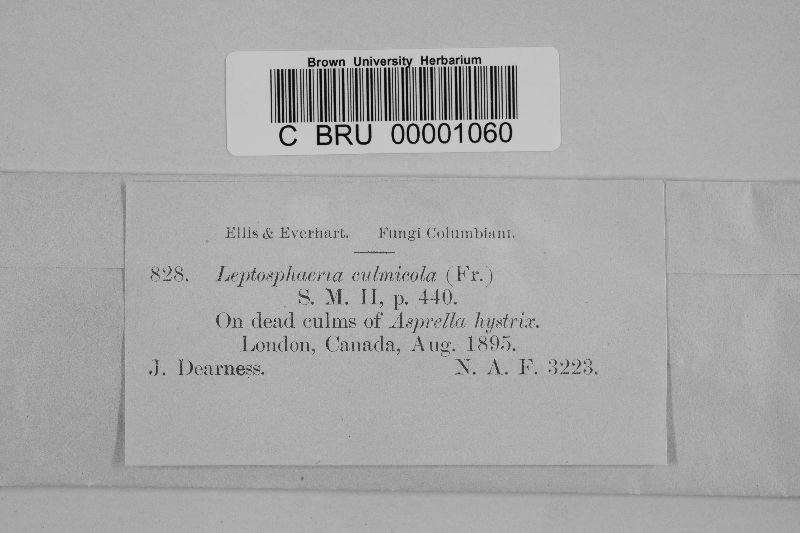 Brown University Herbarium
C BRU 00001060
Ellis & Everhart. Fungi Columbiani.
828. Leptosphaeria culmicola (Fr.)
S. M. II, p. 440.
On dead culms of Asprella hystrix.
London, Canada, Aug. 1895.
J. Dearness. N. A. F. 3223.